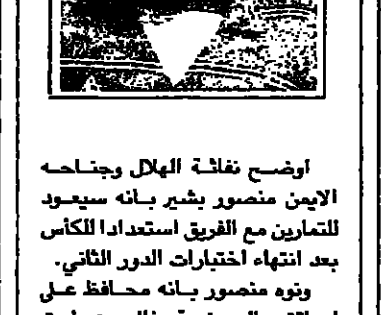 اوضح نفاثة الهلال وجناحه
الايمن منصور بشير بانه سيعود
للتمارين مع الفريق استعدادا للكأس
بعد انتهاء اختبارات الدور الثاني.
ونوه منصور بانه محافظ على